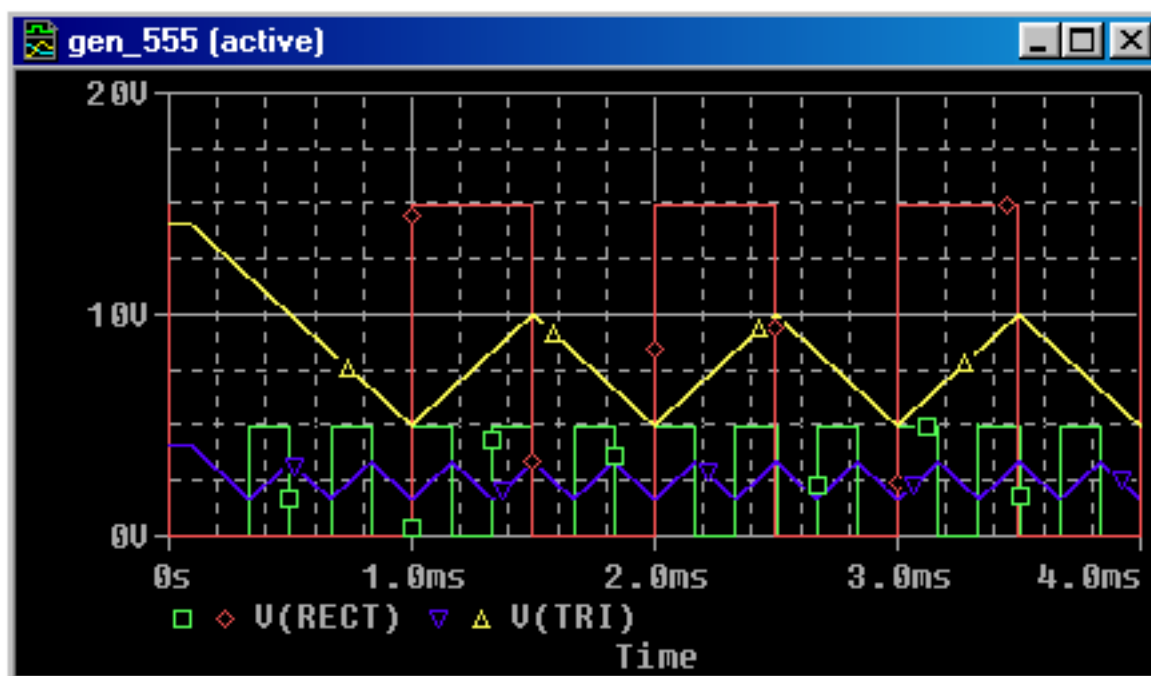 gen_555 (active)
20V
10V
0V
0s 1.0ms 2.0ms 3.0ms 4.0ms
V(RECT) V(TRI)
Time